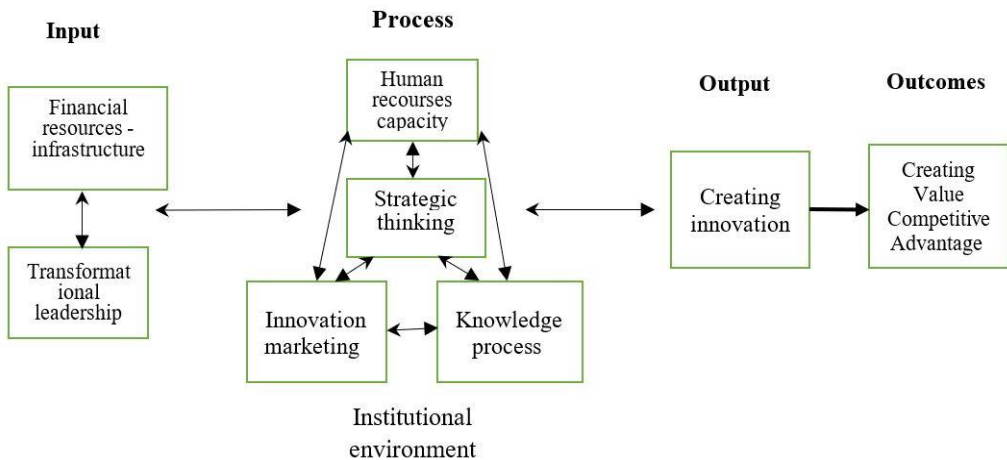 Input
Process
Output
Outcomes
Financial
resources -
infrastructure
Transformat
ional
leadership
Human
recourses
capacity
Strategic
thinking
Innovation
marketing
Knowledge
process
Institutional
environment
Creating
innovation
Creating
Value
Competitive
Advantage